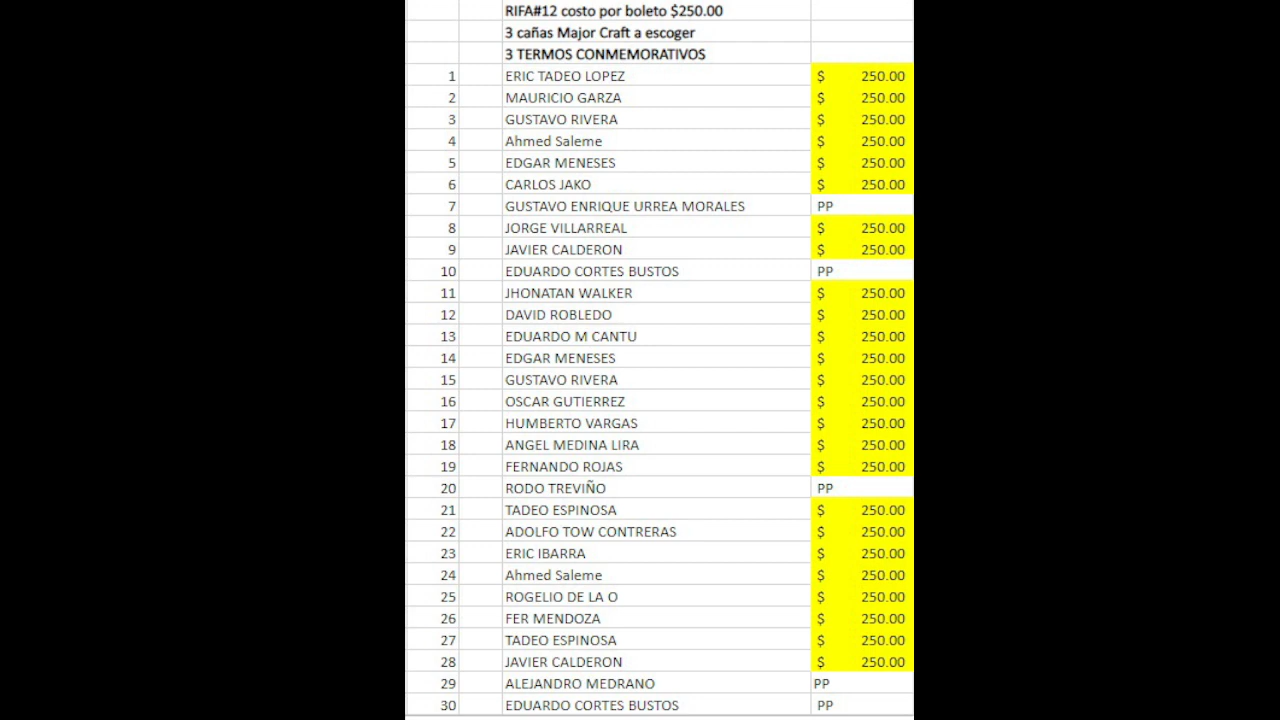 RIFA#12 costo por boleto $250.00
3 cañas Major Craft a escoger
3 TERMOS CONMEMORATIVOS
1 ERIC TADEO LOPEZ $ 250.00
2 MAURICIO GARZA $ 250.00
3 GUSTAVO RIVERA $ 250.00
4 Ahmed Saleme $ 250.00
5 EDGAR MENESES $ 250.00
6 CARLOS JAKO $ 250.00
7 GUSTAVO ENRIQUE URREA MORALES PP
8 JORGE VILLARREAL $ 250.00
9 JAVIER CALDERON $ 250.00
10 EDUARDO CORTES BUSTOS PP
11 JHONATAN WALKER $ 250.00
12 DAVID ROBLEDO $ 250.00
13 EDUARDO M CANTU $ 250.00
14 EDGAR MENESES $ 250.00
15 GUSTAVO RIVERA $ 250.00
16 OSCAR GUTIERREZ $ 250.00
17 HUMBERTO VARGAS $ 250.00
18 ANGEL MEDINA LIRA $ 250.00
19 FERNANDO ROJAS $ 250.00
20 RODO TREVIÑO PP
21 TADEO ESPINOSA $ 250.00
22 ADOLFO TOW CONTRERAS $ 250.00
23 ERIC IBARRA $ 250.00
24 Ahmed Saleme $ 250.00
25 ROGELIO DE LA O $ 250.00
26 FER MENDOZA $ 250.00
27 TADEO ESPINOSA $ 250.00
28 JAVIER CALDERON $ 250.00
29 ALEJANDRO MEDRANO PP
30 EDUARDO CORTES BUSTOS PP